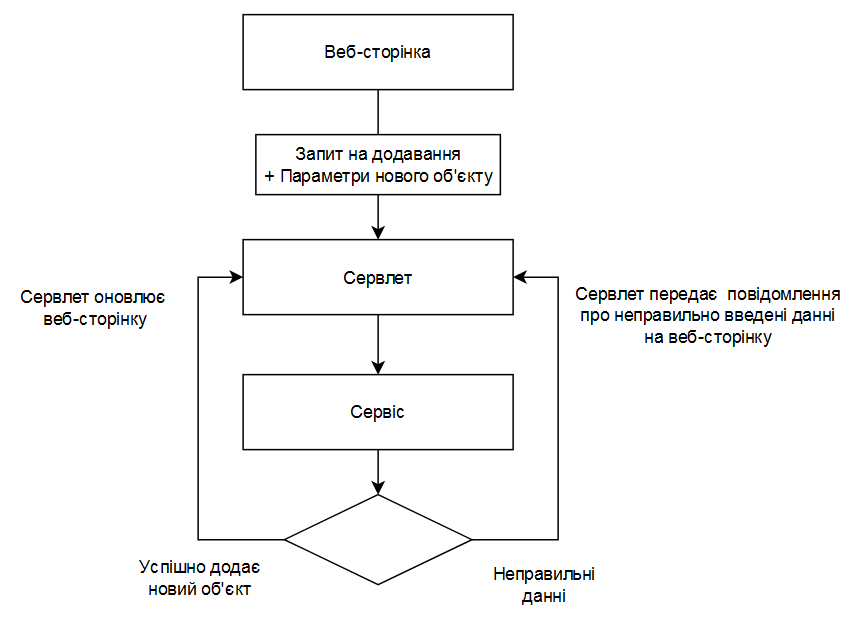 Веб-сторінка
Запит на додавання
+ Параметри нового об'єкту
Сервлет
Сервлет оновлює
веб-сторінку
Сервлет передає повідомлення
про неправильно введені данні
на веб-сторінку
Сервіс
Успішно додає
новий об'єкт
Неправильні
данні